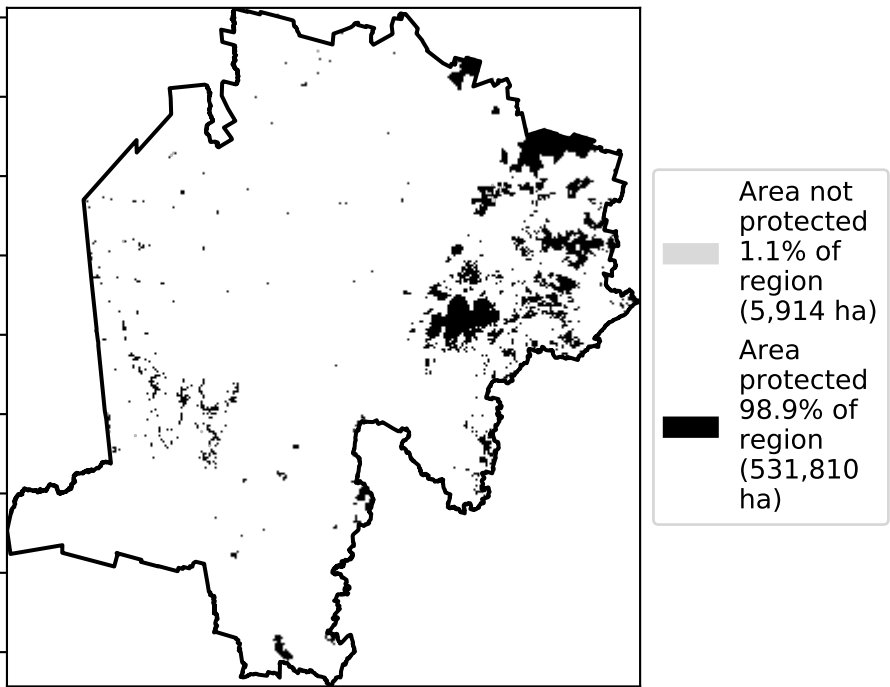 Area not
protected
1.1% of
region
(5,914 ha)
Area
protected
98.9% of
region
(531,810
ha)